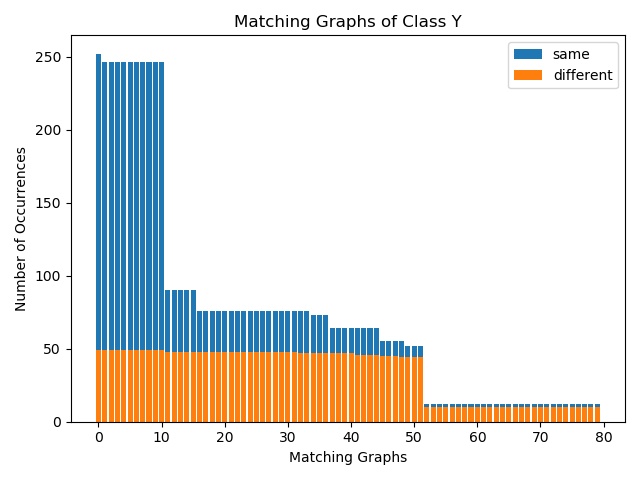 Matching Graphs of Class Y
same
different
Number of Occurrences
250
200
150
100
50
0
0 10 20 30 40 50 60 70 80
Matching Graphs